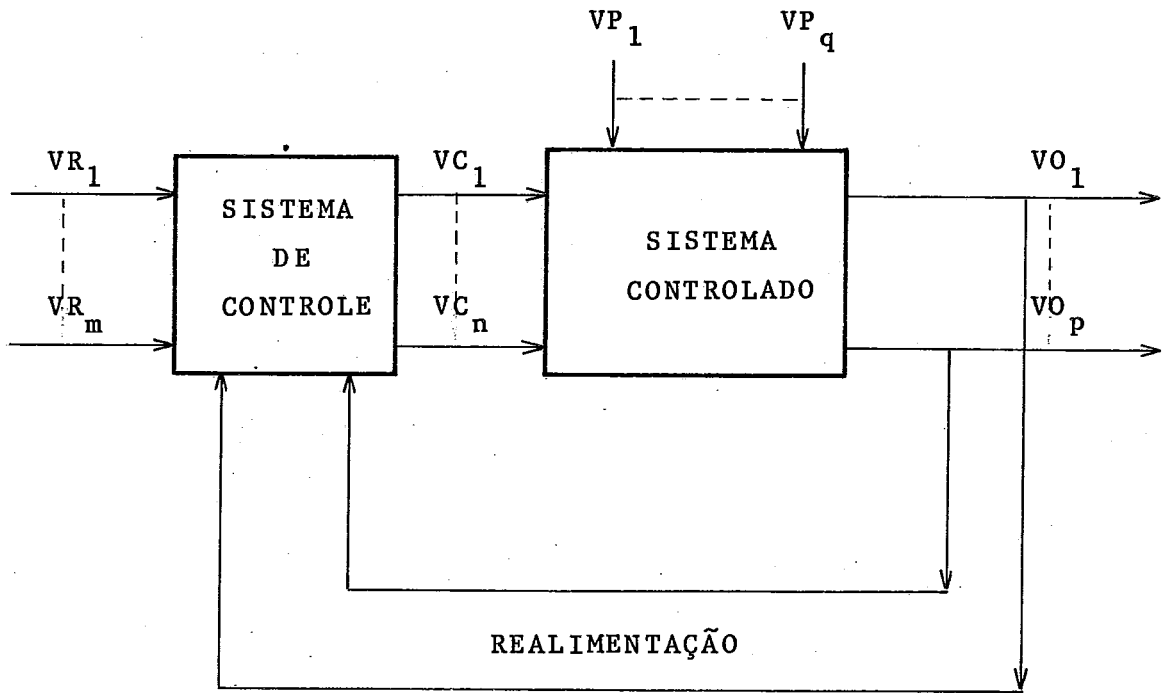 VP1 VPq
VR1 VC1 VO1
SISTEMA
DE
CONTROLE
SISTEMA
CONTROLADO
VRm VCn VOp
REALIMENTAÇÃO